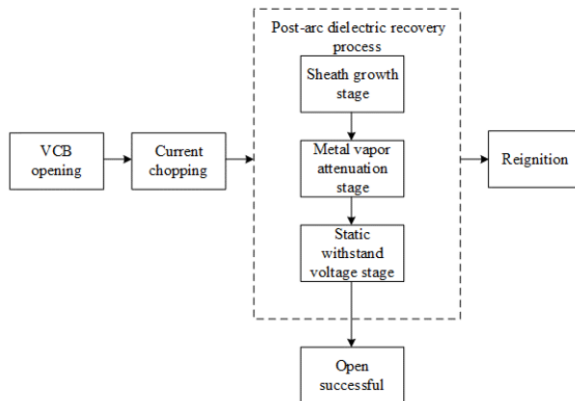 Post-arc dielectric recovery
process
Sheath growth
stage
VCB
opening
Current
chopping
Metal vapor
attenuation
stage
Reignition
Static
withstand
voltage stage
Open
successful